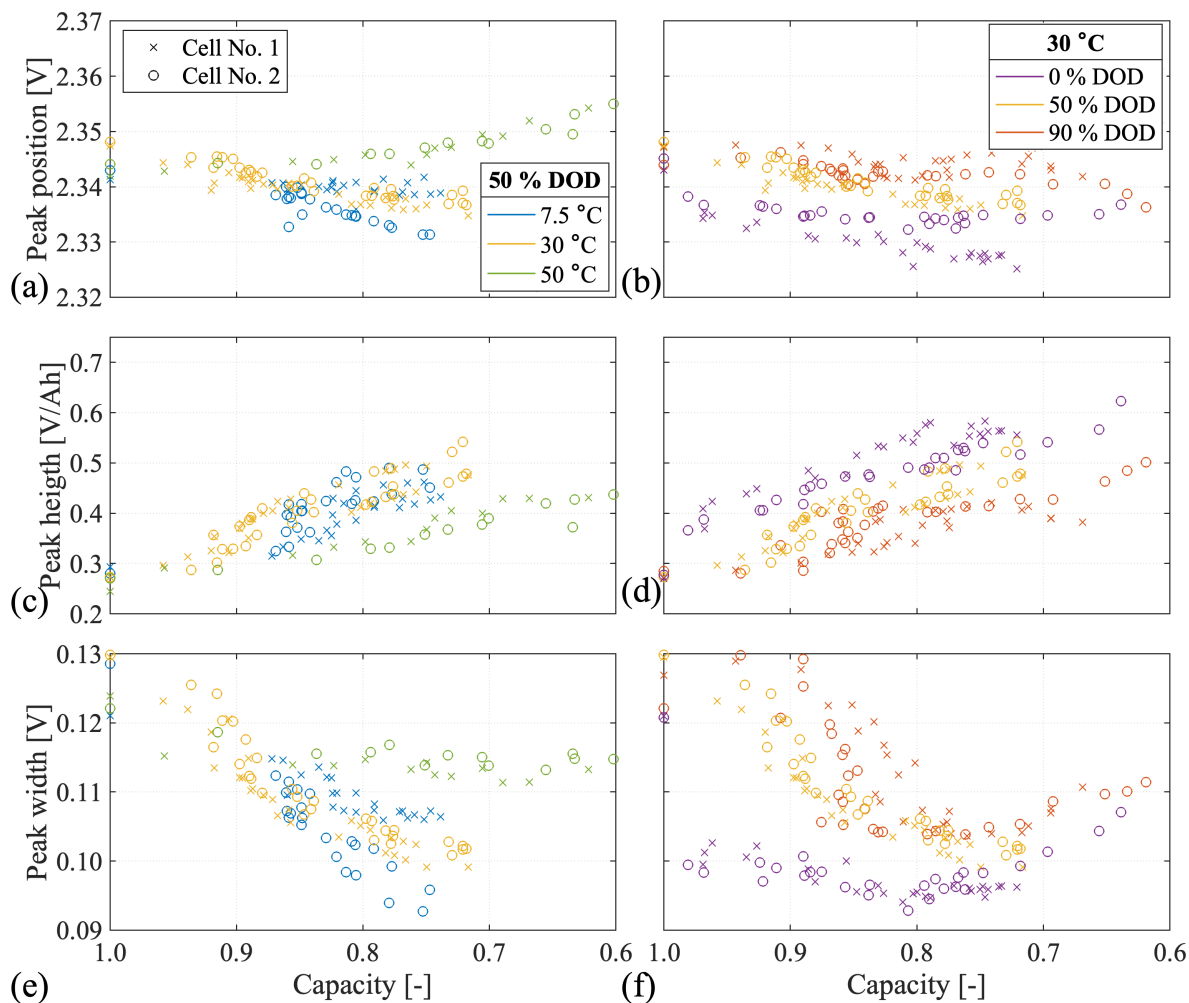 2.37
2.36
2.35
2.34
2.33
2.32
Peak position [V]
(a)
× Cell No. 1
○ Cell No. 2
50 % DOD
7.5 °C
30 °C
50 °C
(b)
30 °C
0 % DOD
50 % DOD
90 % DOD
0.7
0.6
0.5
0.4
0.3
0.2
Peak heigth [V/Ah]
(c)
(d)
0.13
0.12
0.11
0.10
0.09
Peak width [V]
1.0 0.9 0.8 0.7 0.6
Capacity [-]
(e)
1.0 0.9 0.8 0.7 0.6
Capacity [-]
(f)